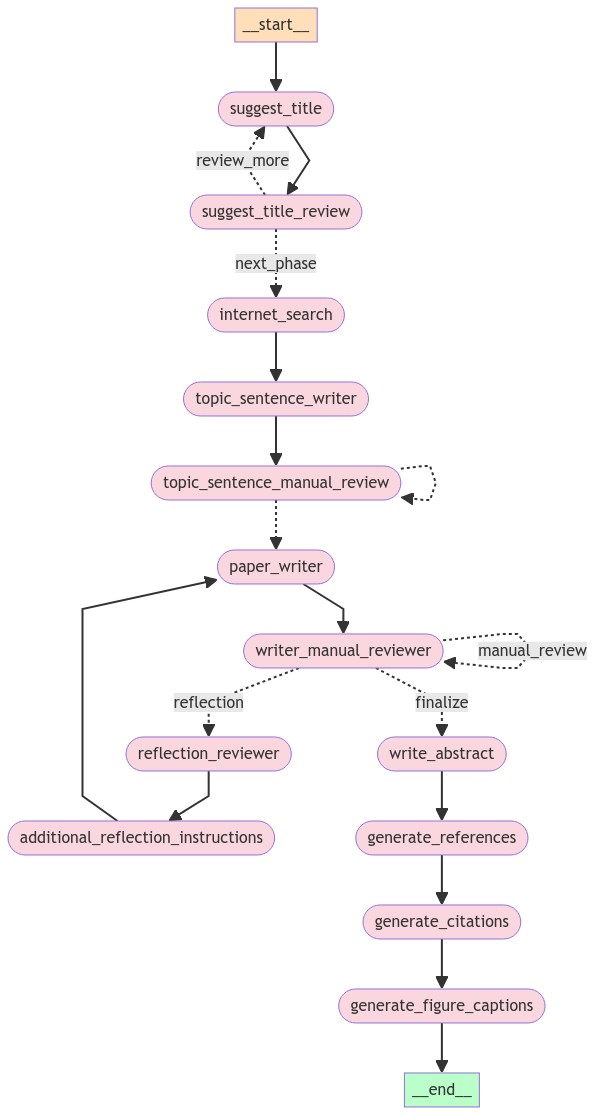 __start__
suggest_title
review_more
suggest_title_review
next_phase
internet_search
topic_sentence_writer
topic_sentence_manual_review
paper_writer
writer_manual_reviewer
manual_review
reflection
finalize
reflection_reviewer
write_abstract
additional_reflection_instructions
generate_references
generate_citations
generate_figure_captions
__end__